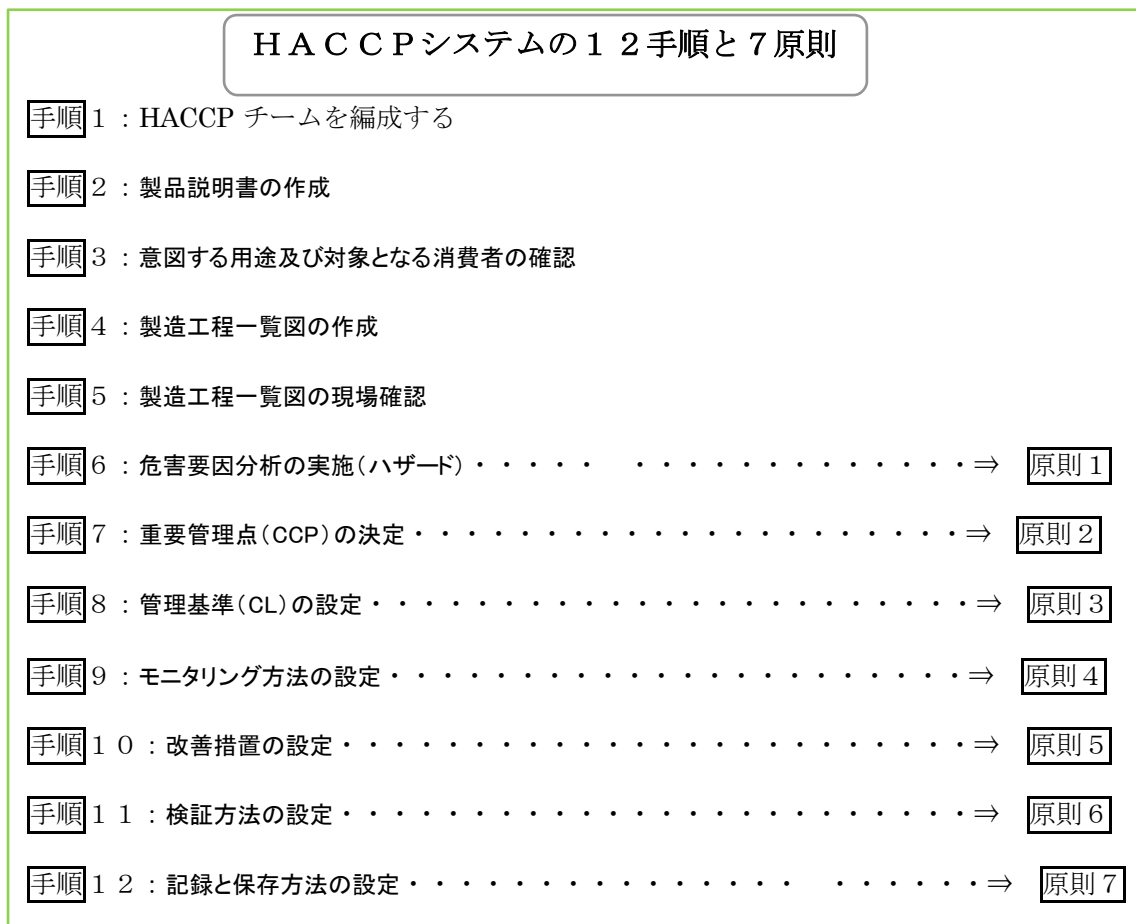 ＨＡＣＣＰシステムの１２手順と７原則
手順１：HACCP チームを編成する
手順２：製品説明書の作成
手順３：意図する用途及び対象となる消費者の確認
手順４：製造工程一覧図の作成
手順５：製造工程一覧図の現場確認
手順６：危害要因分析の実施（ハザード）・・・・・　・・・・・・・・・・・・・⇒　原則１
手順７：重要管理点（CCP）の決定・・・・・・・・・・・・・・・・・・・・・⇒　原則２
手順８：管理基準（CL）の設定・・・・・・・・・・・・・・・・・・・・・・・⇒　原則３
手順９：モニタリング方法の設定・・・・・・・・・・・・・・・・・・・・・・⇒　原則４
手順１０：改善措置の設定・・・・・・・・・・・・・・・・・・・・・・・・⇒　原則５
手順１１：検証方法の設定・・・・・・・・・・・・・・・・・・・・・・・・⇒　原則６
手順１２：記録と保存方法の設定・・・・・・・・・・・・・・・　・・・・・・⇒　原則７